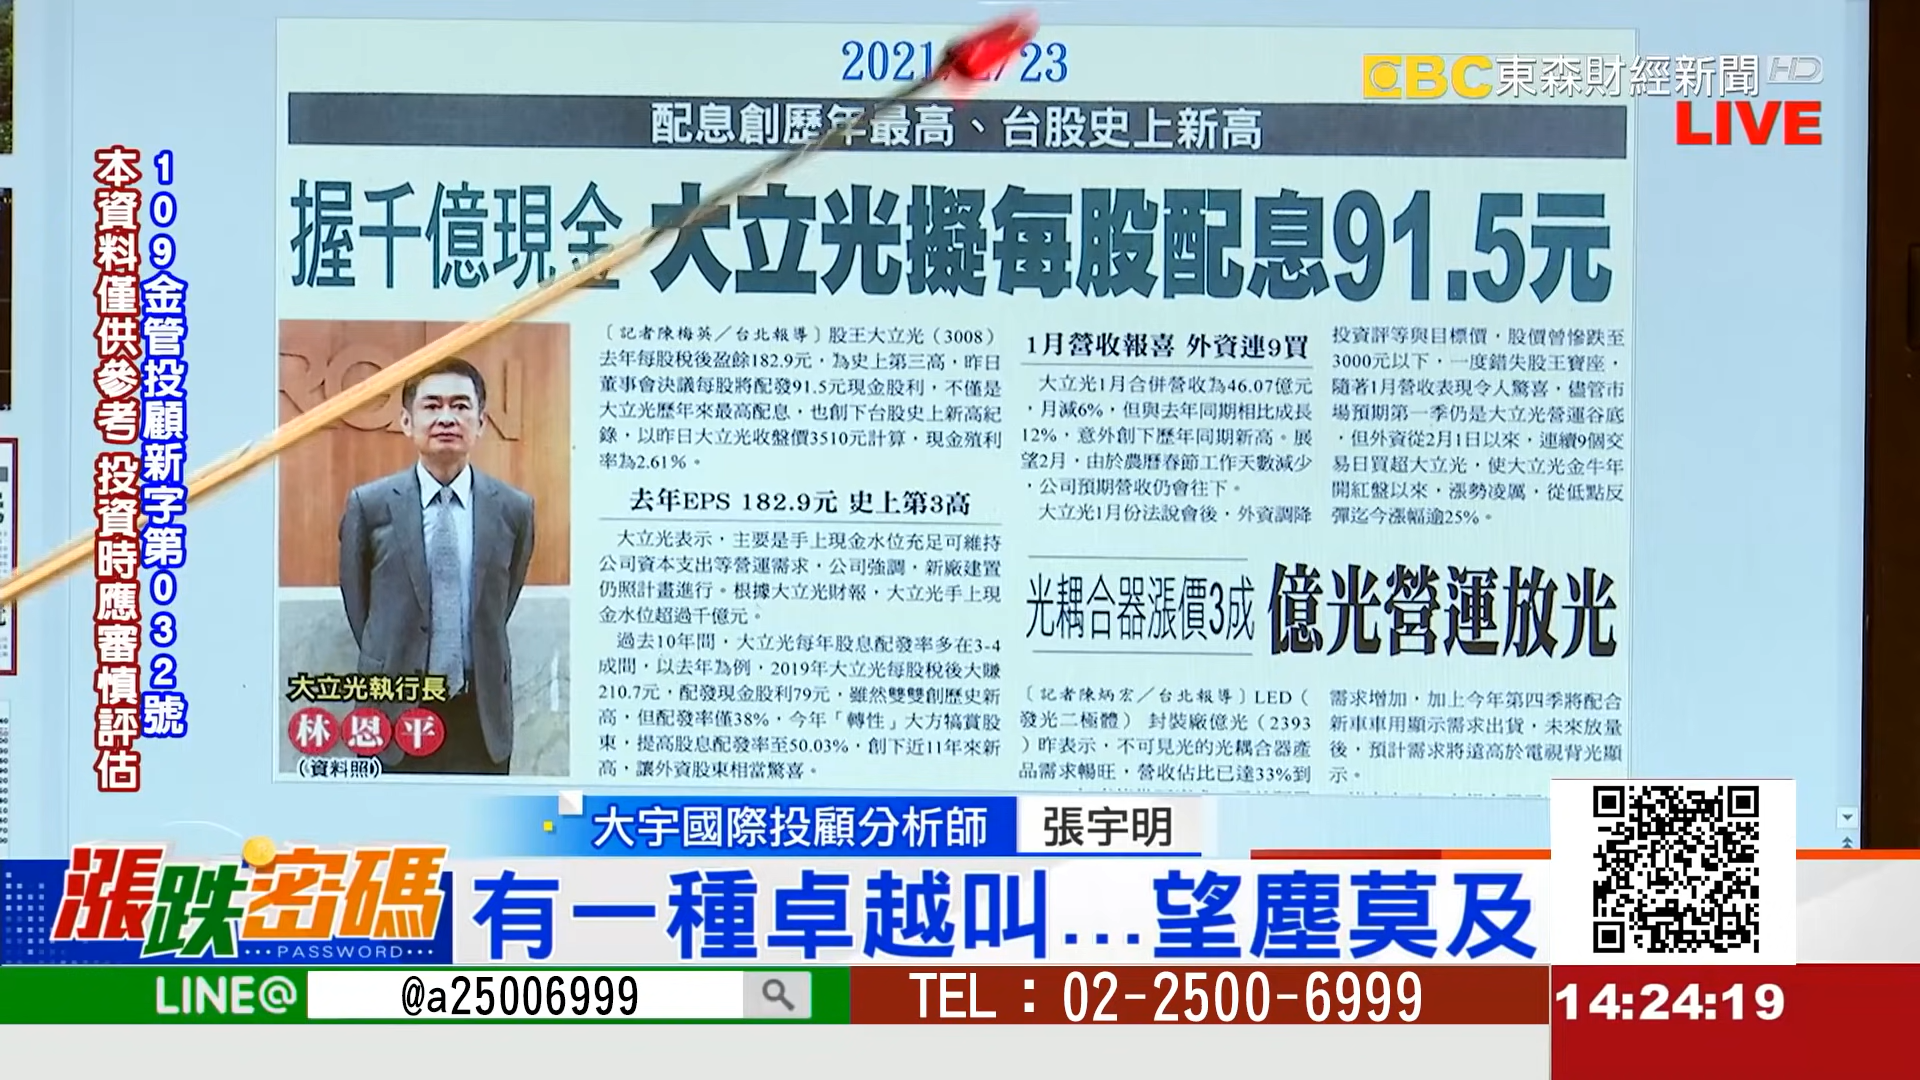 2021/2/23
EBC東森財經新聞HD
LIVE
109金管投顧新字第032號
本資料僅供參考 投資時應審慎評估
配息創歷年最高、台股史上新高
握千億現金 大立光擬每股配息91.5元
〔記者陳梅英／台北報導〕股王大立光（3008）
去年每股稅後盈餘182.9元，為史上第三高，昨日
董事會決議每股將配發91.5元現金股利，不僅是
大立光歷年來最高配息，也創下台股史上新高紀
錄，以昨日大立光收盤價3510元計算，現金殖利
率為2.61%。
去年EPS 182.9元 史上第3高
大立光表示，主要是手上現金水位充足可維持
公司資本支出等營運需求，公司強調，新廠建置
仍照計畫進行。根據大立光財報，大立光手上現
金水位超過千億元。
過去10年間，大立光每年股息配發率多在3-4
成間，以去年為例，2019年大立光每股稅後大賺
210.7元，配發現金股利79元，雖然雙雙創歷史新
高，但配發率僅38%，今年「轉性」大方犒賞股
東，提高股息配發率至50.03%，創下近11年來新
高，讓外資股東相當驚喜。
1月營收報喜 外資連9買
大立光1月合併營收為46.07億元
，月減6%，但與去年同期相比成長
12%，意外創下歷年同期新高。展
望2月，由於農曆春節工作天數減少
，公司預期營收仍會往下。
大立光1月份法說會後，外資調降
投資評等與目標價，股價曾慘跌至
3000元以下，一度錯失股王寶座，
隨著1月營收表現令人驚喜，儘管市
場預期第一季仍是大立光營運谷底
，但外資從2月1日以來，連續9個交
易日買超大立光，使大立光金牛年
開紅盤以來，漲勢凌厲，從低點反
彈迄今漲幅逾25%。
大立光執行長
林恩平
（資料照）
光耦合器漲價3成 億光營運放光
〔記者陳炳宏／台北報導〕LED（
發光二極體）封裝廠億光（2393
）昨表示，不可見光的光耦合器產
品需求暢旺，營收佔比已達33%到
需求增加，加上今年第四季將配合
新車車用顯示需求出貨，未來放量
後，預計需求將遠高於電視背光顯
示。
大宇國際投顧分析師 張宇明
漲跌密碼
PASSWORD
有一種卓越叫...望塵莫及
LINE@ @a25006999
TEL：02-2500-6999
14:24:19